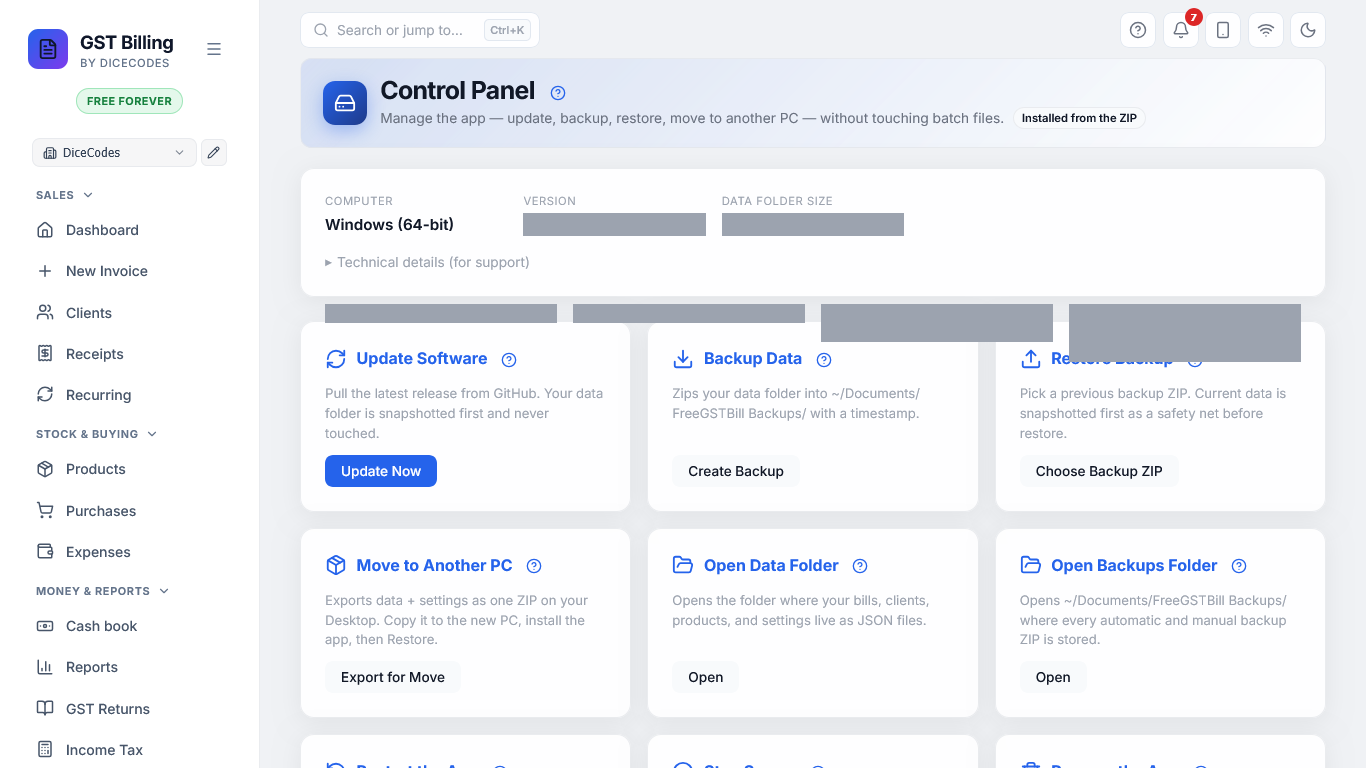 GST Billing
BY DICECODES
FREE FOREVER
DiceCodes
SALES
Dashboard
New Invoice
Clients
Receipts
Recurring
STOCK & BUYING
Products
Purchases
Expenses
MONEY & REPORTS
Cash book
Reports
GST Returns
Income Tax
Search or jump to...
Ctrl+K
7
Control Panel
Manage the app — update, backup, restore, move to another PC — without touching batch files.
Installed from the ZIP
COMPUTER
Windows (64-bit)
VERSION
DATA FOLDER SIZE
Technical details (for support)
Update Software
Pull the latest release from GitHub. Your data
folder is snapshotted first and never
touched.
Update Now
Backup Data
Zips your data folder into ~/Documents/
FreeGSTBill Backups/ with a timestamp.
Create Backup
Restore Backup
Pick a previous backup ZIP. Current data is
snapshotted first as a safety net before
restore.
Choose Backup ZIP
Move to Another PC
Exports data + settings as one ZIP on your
Desktop. Copy it to the new PC, install the
app, then Restore.
Export for Move
Open Data Folder
Opens the folder where your bills, clients,
products, and settings live as JSON files.
Open
Open Backups Folder
Opens ~/Documents/FreeGSTBill Backups/
where every automatic and manual backup
ZIP is stored.
Open